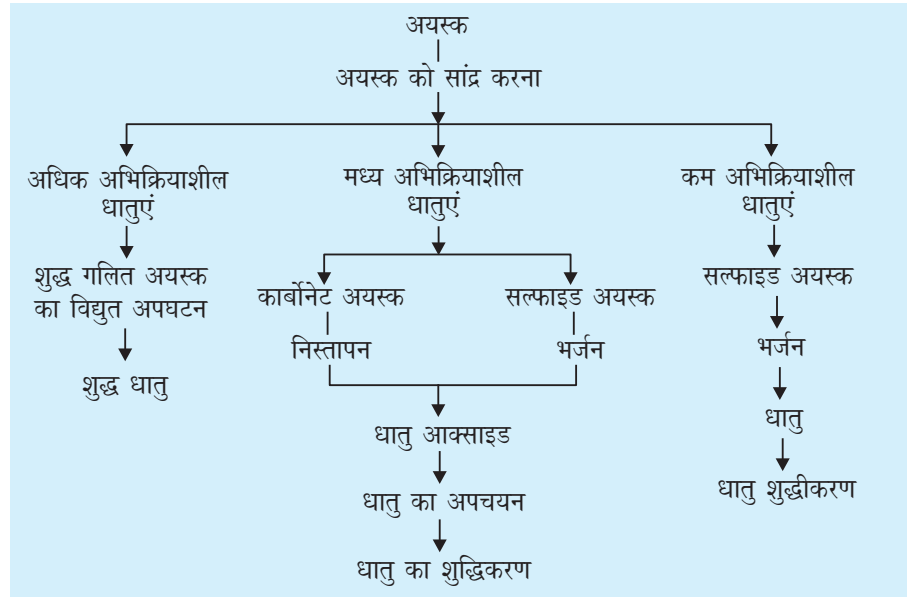 अयस्क
अयस्क को सांद्र करना
अधिक अभिक्रियाशील
धातुएं
शुद्ध गलित अयस्क
का विद्युत अपघटन
शुद्ध धातु
मध्य अभिक्रियाशील
धातुएं
कार्बोनेट अयस्क
निस्तापन
सल्फाइड अयस्क
भर्जन
धातु आक्साइड
धातु का अपचयन
धातु का शुद्धिकरण
कम अभिक्रियाशील
धातुएं
सल्फाइड अयस्क
भर्जन
धातु
धातु शुद्धीकरण